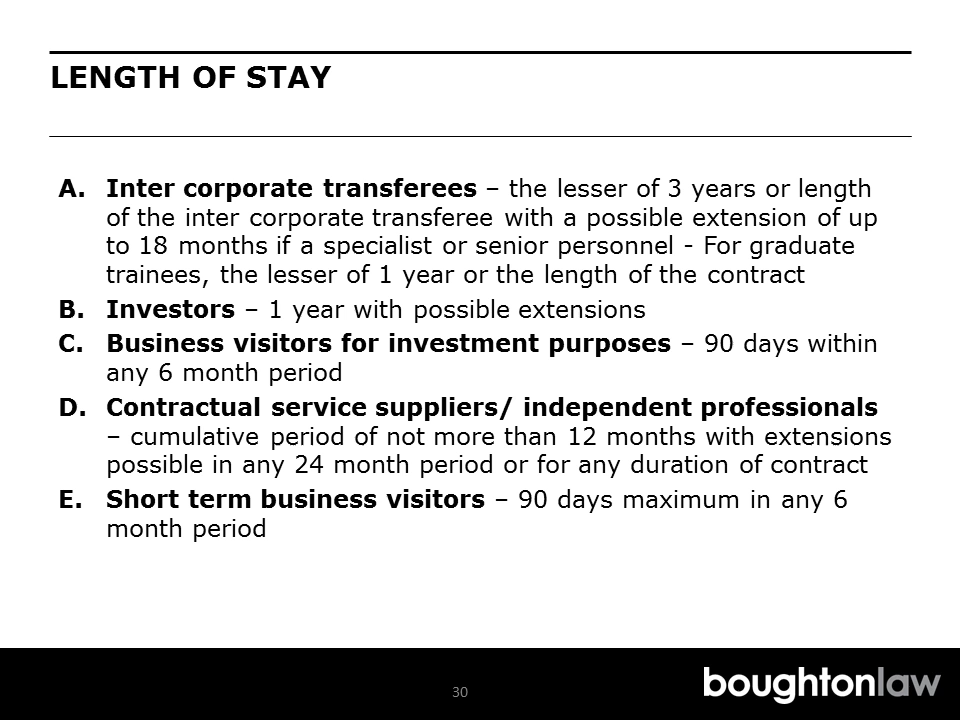 LENGTH OF STAY
A. Inter corporate transferees – the lesser of 3 years or length
of the inter corporate transferee with a possible extension of up
to 18 months if a specialist or senior personnel - For graduate
trainees, the lesser of 1 year or the length of the contract
B. Investors – 1 year with possible extensions
C. Business visitors for investment purposes – 90 days within
any 6 month period
D. Contractual service suppliers/ independent professionals
– cumulative period of not more than 12 months with extensions
possible in any 24 month period or for any duration of contract
E. Short term business visitors – 90 days maximum in any 6
month period
30
boughtonlaw